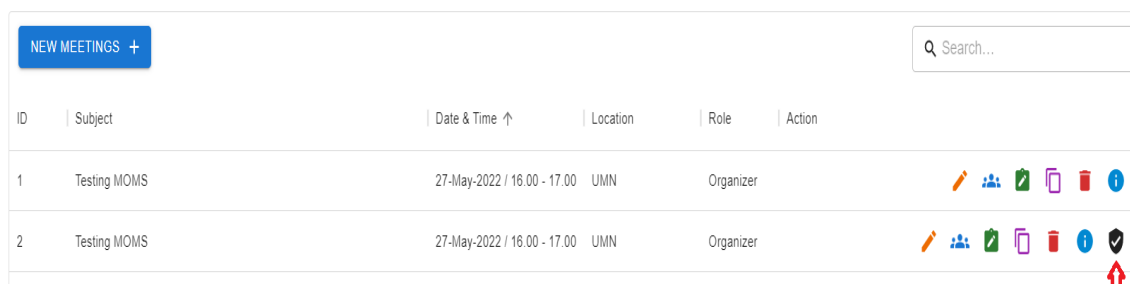 NEW MEETINGS +
Search...
ID Subject Date & Time ↑ Location Role Action
1 Testing MOMS 27-May-2022 / 16.00 - 17.00 UMN Organizer
2 Testing MOMS 27-May-2022 / 16.00 - 17.00 UMN Organizer